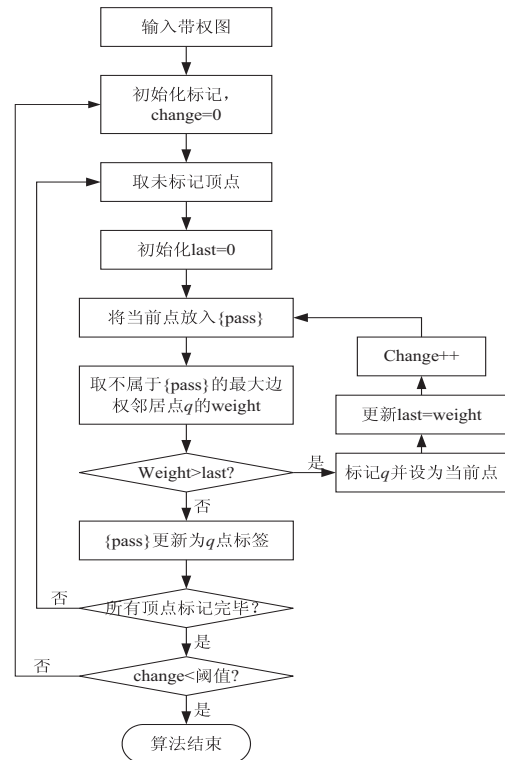 输入带权图
初始化标记，
change=0
取未标记顶点
初始化last=0
将当前点放入{pass}
Change++
取不属于{pass}的最大边
权邻居点q的weight
更新last=weight
Weight>last?
是
标记q并设为当前点
否
{pass}更新为q点标签
否
所有顶点标记完毕？
是
否
change<阈值?
是
算法结束